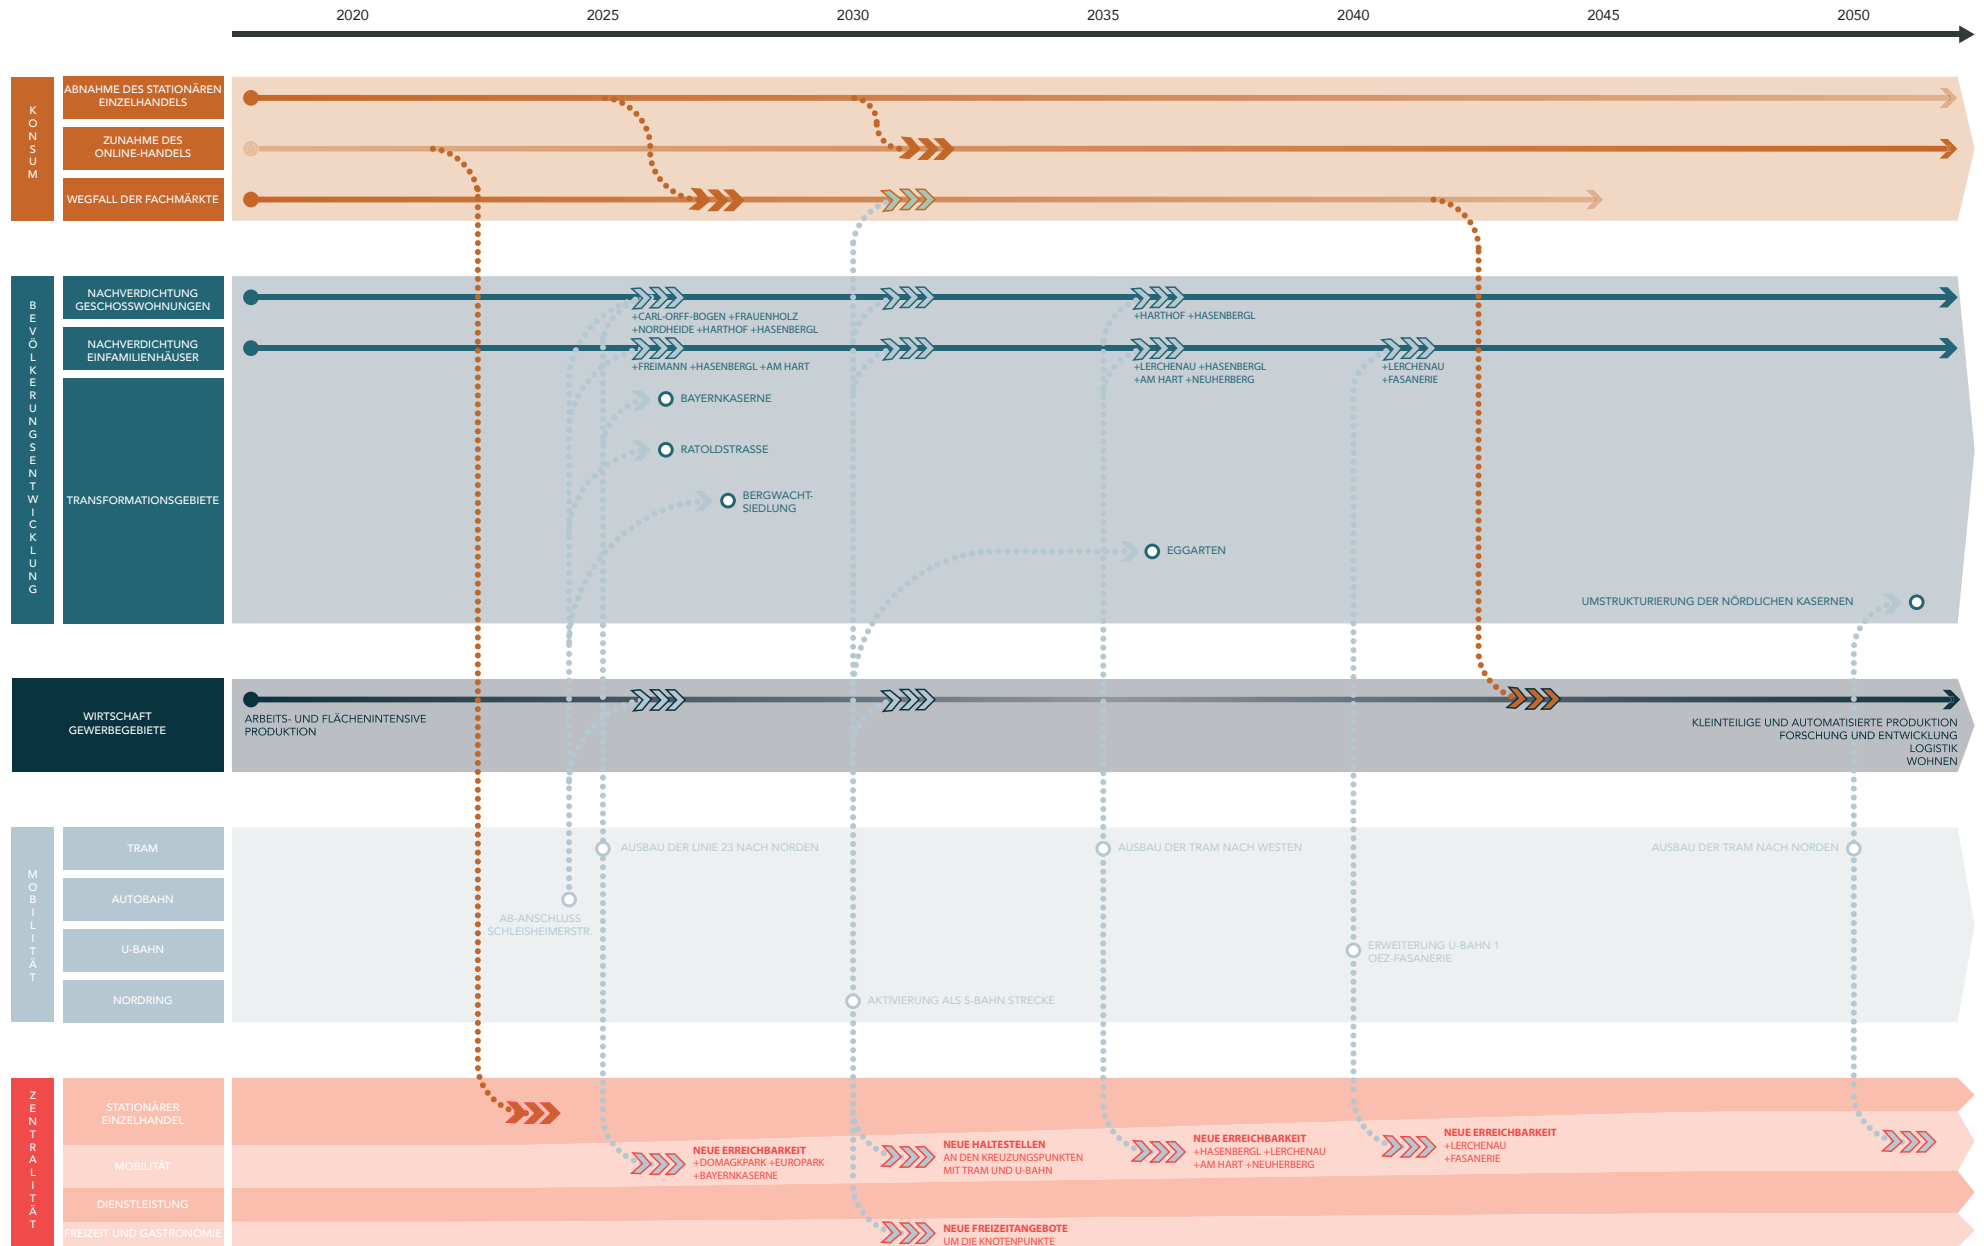 2020 2025 2030 2035 2040 2045 2050
KONSUM
ABNAHME DES STATIONÄREN
EINZELHANDELS
ZUNAHME DES
ONLINE-HANDELS
WEGFALL DER FACHMÄRKTE
BEVÖLKERUNGSENTWICKLUNG
NACHVERDICHTUNG
GESCHOSSWOHNUNGEN
+CARL-ORFF-BOGEN +FRAUENHOLZ
+NORDHEIDE +HARTHOF +HASENBERGL
+HARTHOF +HASENBERGL
NACHVERDICHTUNG
EINFAMILIENHÄUSER
+FREIMANN +HASENBERGL +AM HART
+LERCHENAU +HASENBERGL
+AM HART +NEUHERBERG
+LERCHENAU
+FASANERIE
TRANSFORMATIONSGEBIETE
BAYERNKASERNE
RATOLDSTRASSE
BERGWACHT-
SIEDLUNG
EGGARTEN
UMSTRUKTURIERUNG DER NÖRDLICHEN KASERNEN
WIRTSCHAFT
GEWERBEGEBIETE
ARBEITS- UND FLÄCHENINTENSIVE
PRODUKTION
KLEINTEILIGE UND AUTOMATISIERTE PRODUKTION
FORSCHUNG UND ENTWICKLUNG
LOGISTIK
WOHNEN
MOBILITÄT
TRAM
AUSBAU DER LINIE 23 NACH NORDEN
AUSBAU DER TRAM NACH WESTEN
AUSBAU DER TRAM NACH NORDEN
AUTOBAHN
AB-ANSCHLUSS
SCHLEISHEIMERSTR.
U-BAHN
ERWEITERUNG U-BAHN 1
OEZ-FASANERIE
NORDRING
AKTIVIERUNG ALS S-BAHN STRECKE
ZENTRALITÄT
STATIONÄRER
EINZELHANDEL
MOBILITÄT
NEUE ERREICHBARKEIT
+DOMAGKPARK +EUROPARK
+BAYERNKASERNE
NEUE HALTESTELLEN
AN DEN KREUZUNGSPUNKTEN
MIT TRAM UND U-BAHN
NEUE ERREICHBARKEIT
+HASENBERGL +LERCHENAU
+AM HART +NEUHERBERG
NEUE ERREICHBARKEIT
+LERCHENAU
+FASANERIE
DIENSTLEISTUNG
FREIZEIT UND GASTRONOMIE
NEUE FREIZEITANGEBOTE
UM DIE KNOTENPUNKTE